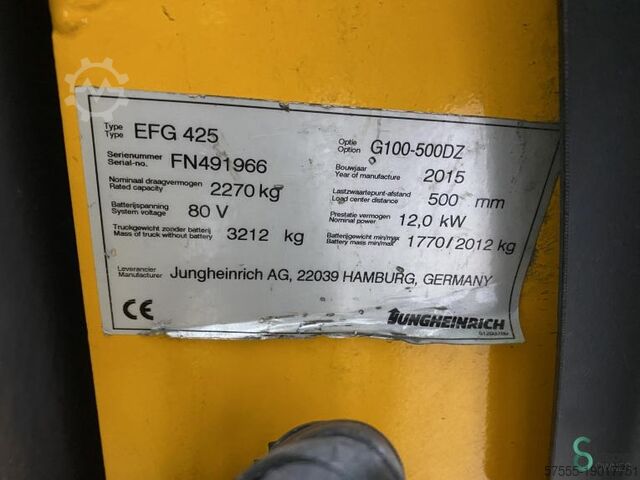 Type EFG 425
Type
Serienummer FN491966
Serial-no.
Nominaal draagvermogen 2270 kg
Rated capacity
Batterijspanning 80 V
System voltage
Truckgewicht zonder batterij 3212 kg
Mass of truck without battery
Optie G100-500DZ
Option
Bouwjaar 2015
Year of manufacture
Lastzwaartepunt-afstand 500 mm
Load center distance
Prestatie vermogen 12,0 kW
Nominal power
Batterijgewicht min/max 1770/2012 kg
Battery mass min/max
Leverancier Jungheinrich AG, 22039 HAMBURG, GERMANY
Manufacturer
CE
JUNGHEINRICH